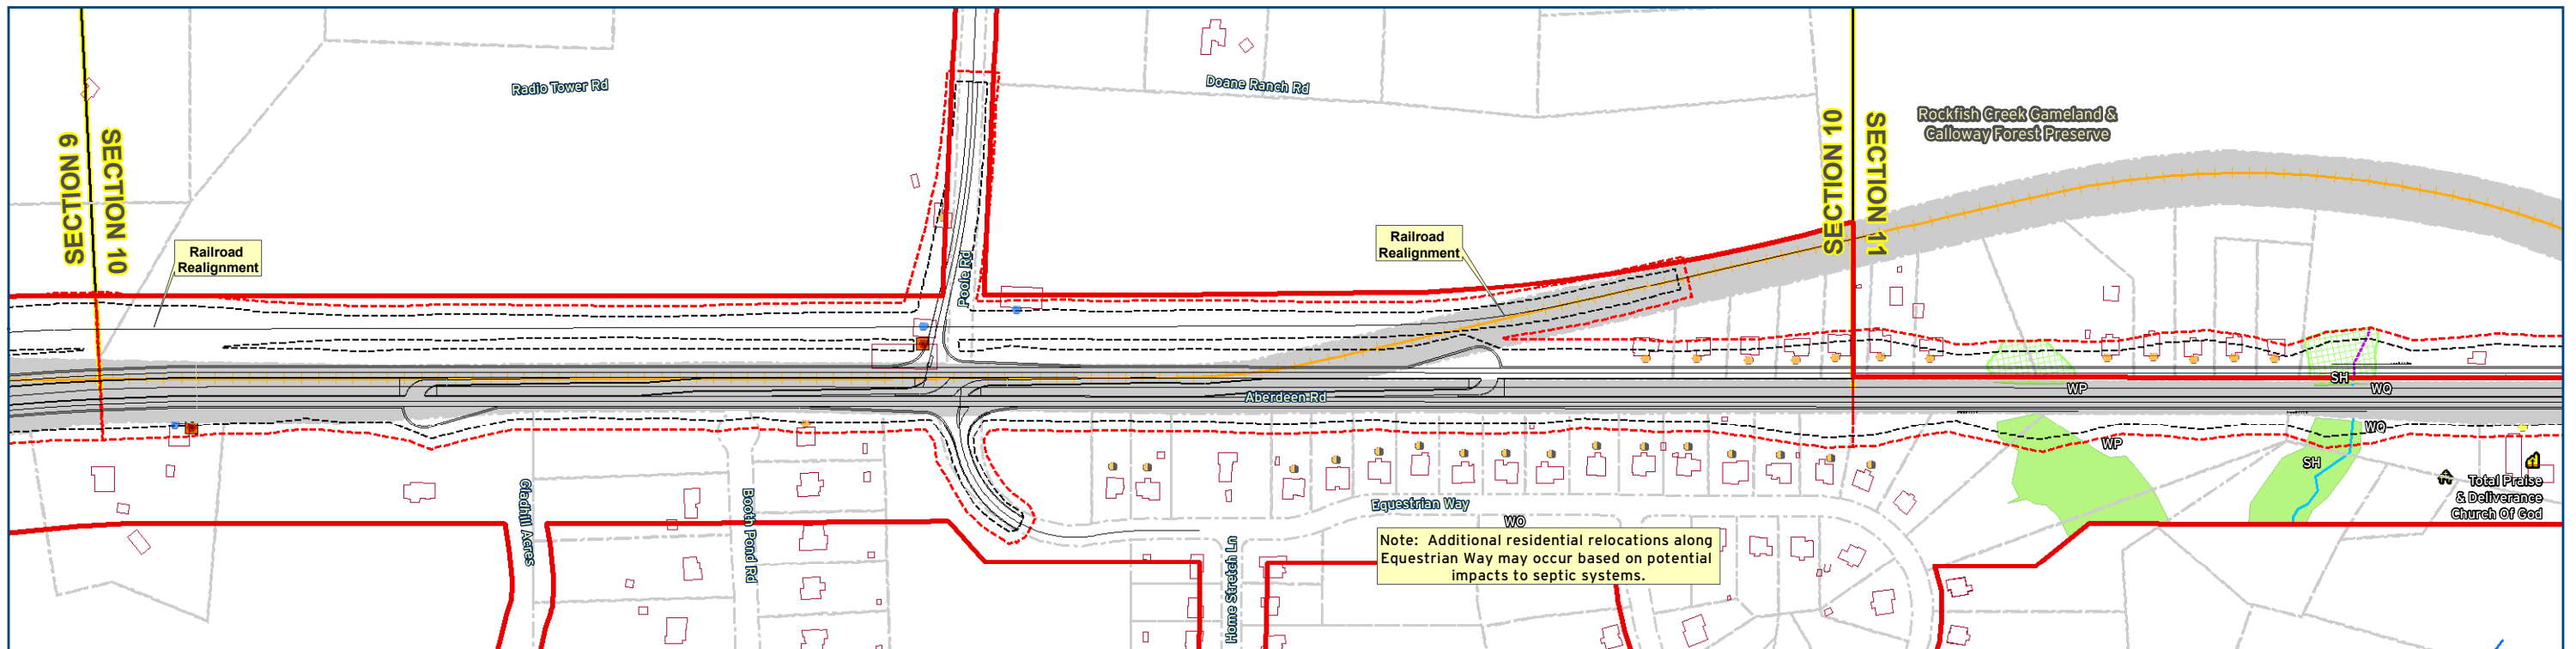 SECTION 9
SECTION 10
Radio Tower Rd
Doane Ranch Rd
SECTION 10
SECTION 11
Rockfish Creek Gameland &
Calloway Forest Preserve
Railroad
Realignment
Poole Rd
Railroad
Realignment
Aberdeen Rd
SH
WP
WQ
WQ
WP
SH
Gladhill Acres
Booth Pond Rd
Home Stretch Ln
Equestrian Way
WO
Note: Additional residential relocations along
Equestrian Way may occur based on potential
impacts to septic systems.
Total Praise
& Deliverance
Church Of God